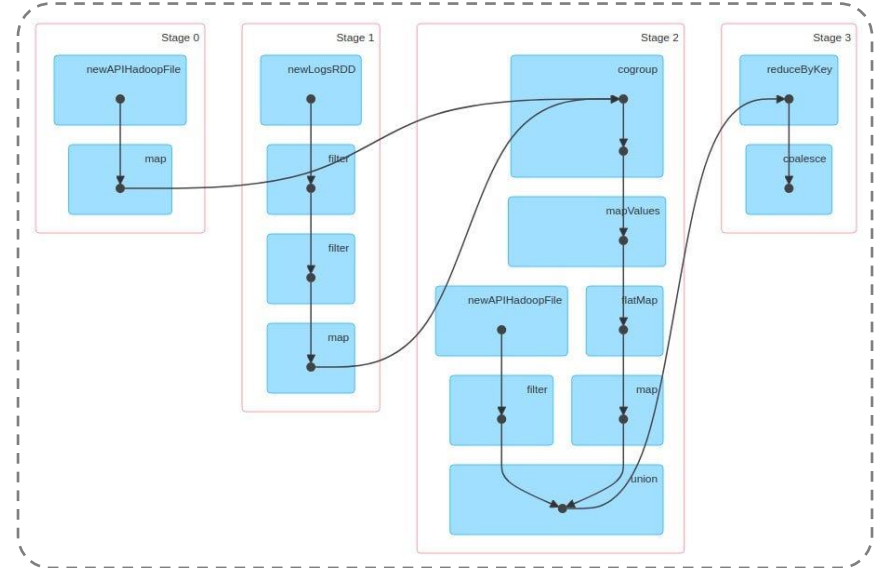 Stage 0
newAPIHadoopFile
map
Stage 1
newLogsRDD
filter
filter
map
Stage 2
cogroup
mapValues
newAPIHadoopFile
flatMap
filter
map
union
Stage 3
reduceByKey
coalesce